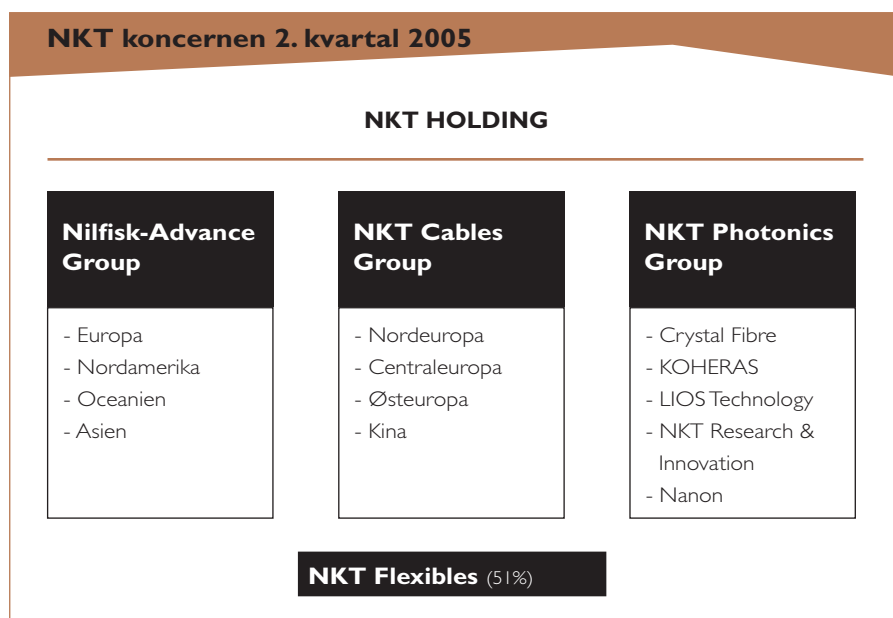 NKT koncernen 2. kvartal 2005
NKT HOLDING
Nilfisk-Advance
Group
- Europa
- Nordamerika
- Oceanien
- Asien
NKT Cables
Group
- Nordeuropa
- Centraleuropa
- Østeuropa
- Kina
NKT Photonics
Group
- Crystal Fibre
- KOHERAS
- LIOS Technology
- NKT Research &
Innovation
- Nanon
NKT Flexibles (51%)